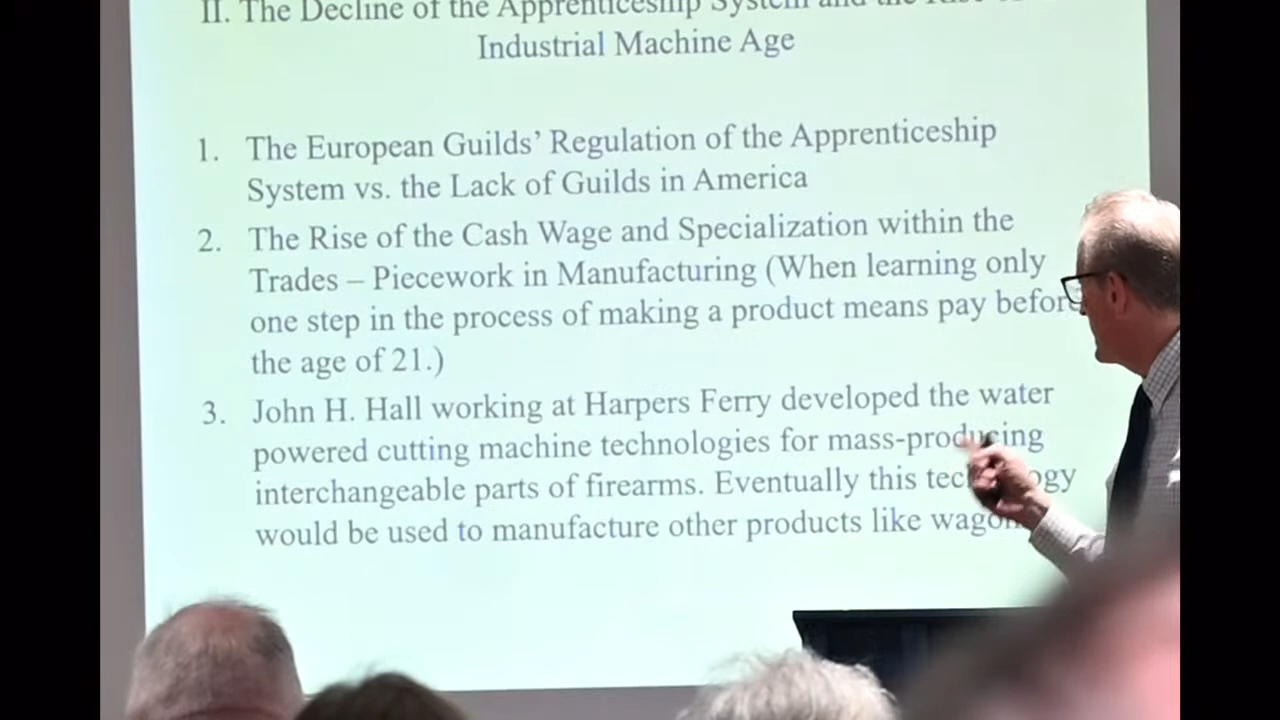 II. The Decline of the Apprenticeship System and the Rise of
Industrial Machine Age
1. The European Guilds’ Regulation of the Apprenticeship
System vs. the Lack of Guilds in America
2. The Rise of the Cash Wage and Specialization within the
Trades – Piecework in Manufacturing (When learning only
one step in the process of making a product means pay before
the age of 21.)
3. John H. Hall working at Harpers Ferry developed the water
powered cutting machine technologies for mass-producing
interchangeable parts of firearms. Eventually this technology
would be used to manufacture other products like